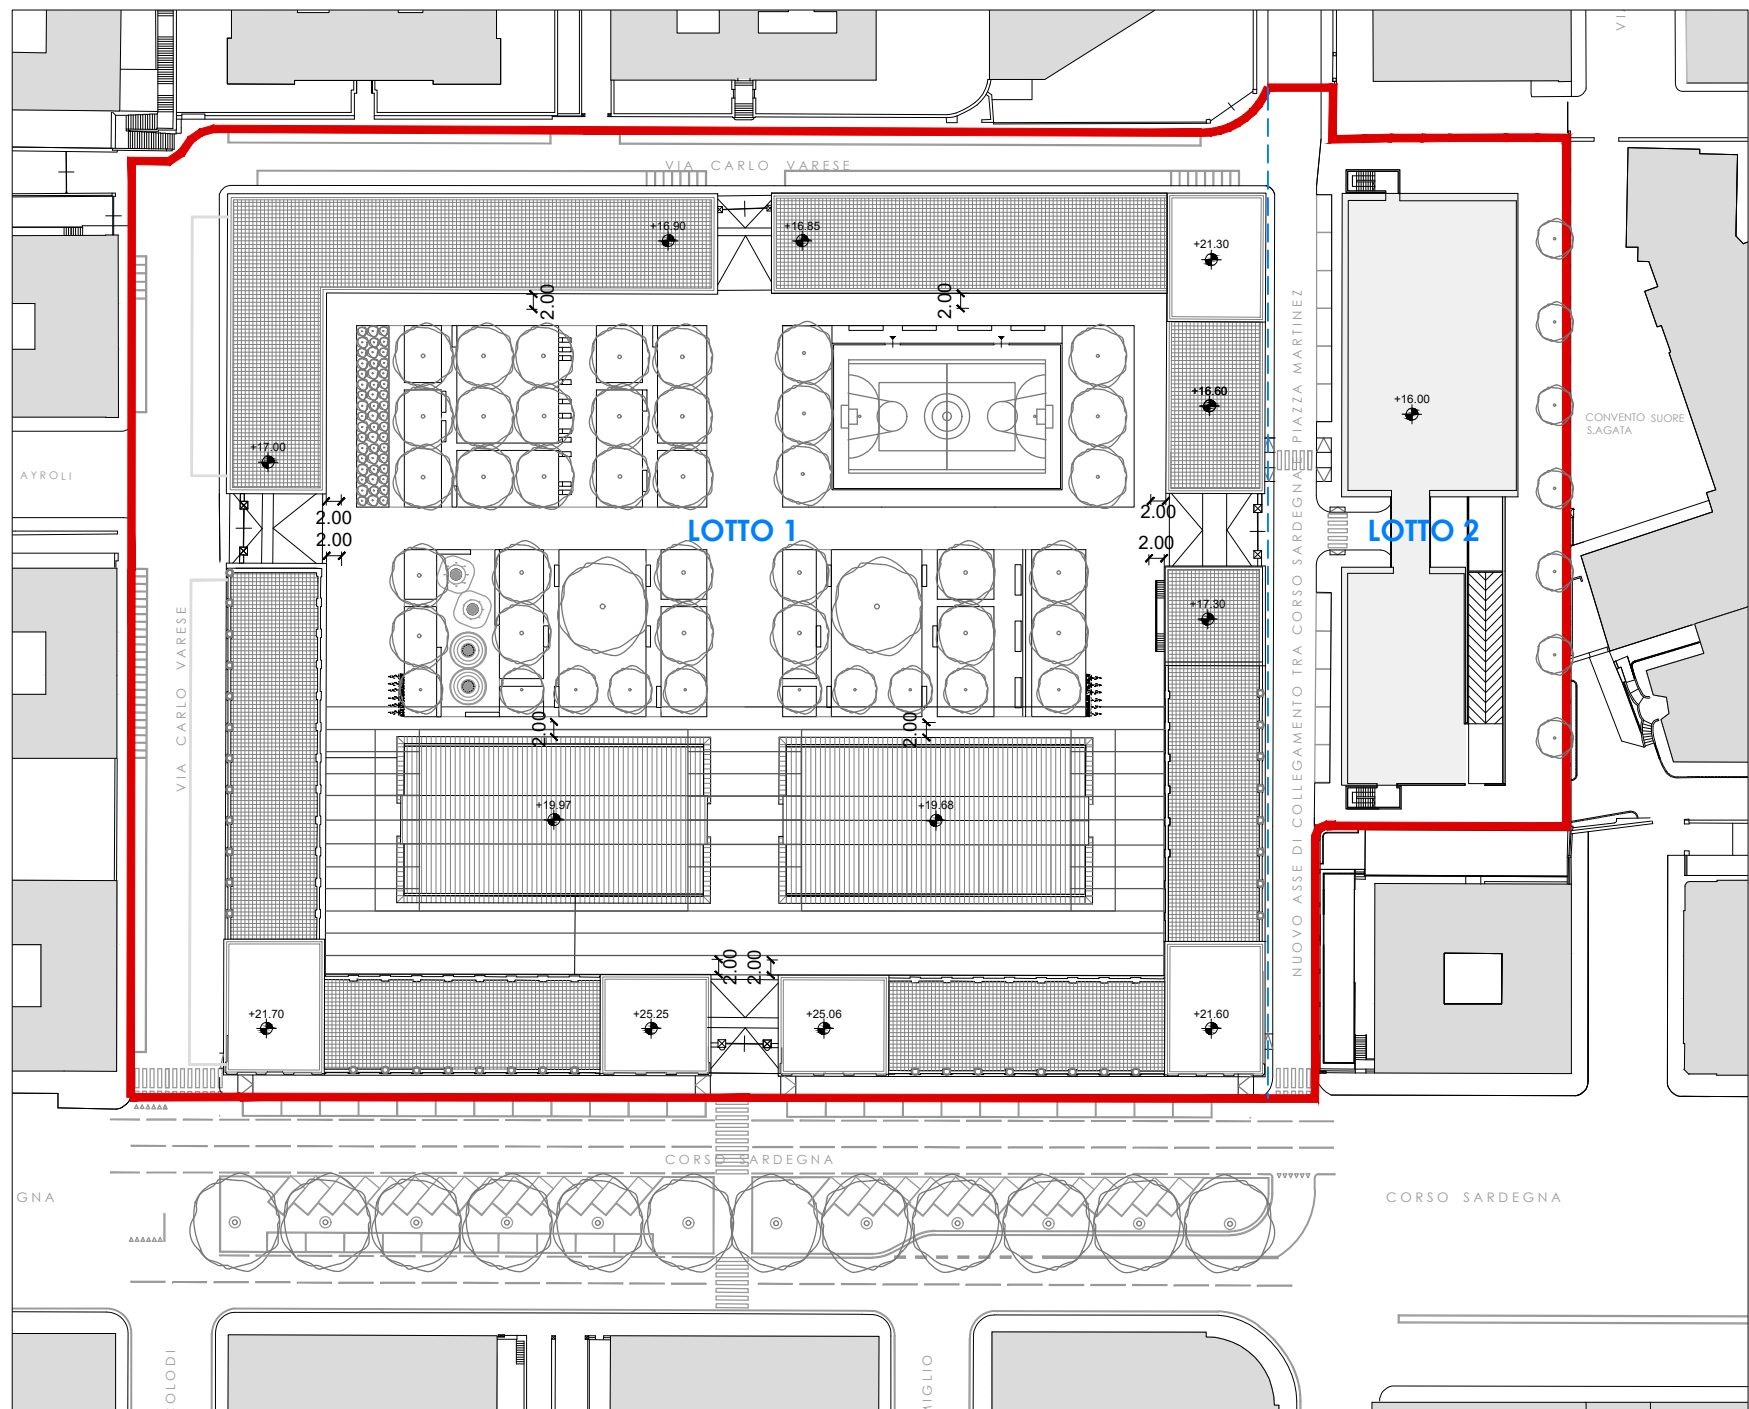 VIA CARLO VARESE
+16.90
+16.85
+21.30
2.00
2.00
+16.60
+16.00
CONVENTO SUORE
S.AGATA
+17.00
AYROLI
2.00
2.00
2.00
2.00
LOTTO 1
LOTTO 2
+17.30
VIA CARLO VARESE
NUOVO ASSE DI COLLEGAMENTO TRA CORSO SARDEGNA E PIAZZA MARTINEZ
2.00
2.00
+19.97
+19.68
2.00
2.00
+21.70
+25.25
+25.06
+21.60
CORSO SARDEGNA
GNA
CORSO SARDEGNA
OLODI
MIGLIO